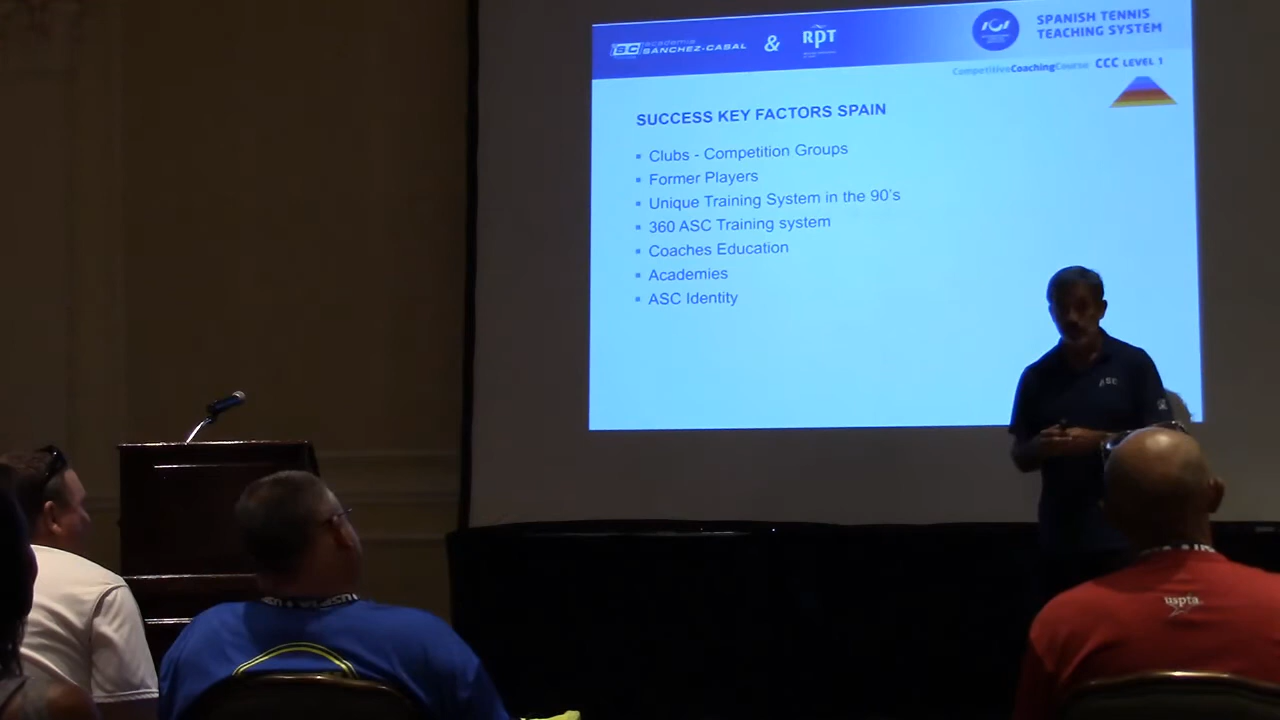 academia
SANCHEZ-CASAL
&
RPT
SPANISH TENNIS
TEACHING SYSTEM
CompetitiveCoachingCourse CCC LEVEL 1
SUCCESS KEY FACTORS SPAIN
Clubs - Competition Groups
Former Players
Unique Training System in the 90's
360 ASC Training system
Coaches Education
Academies
ASC Identity
ASC
uspta